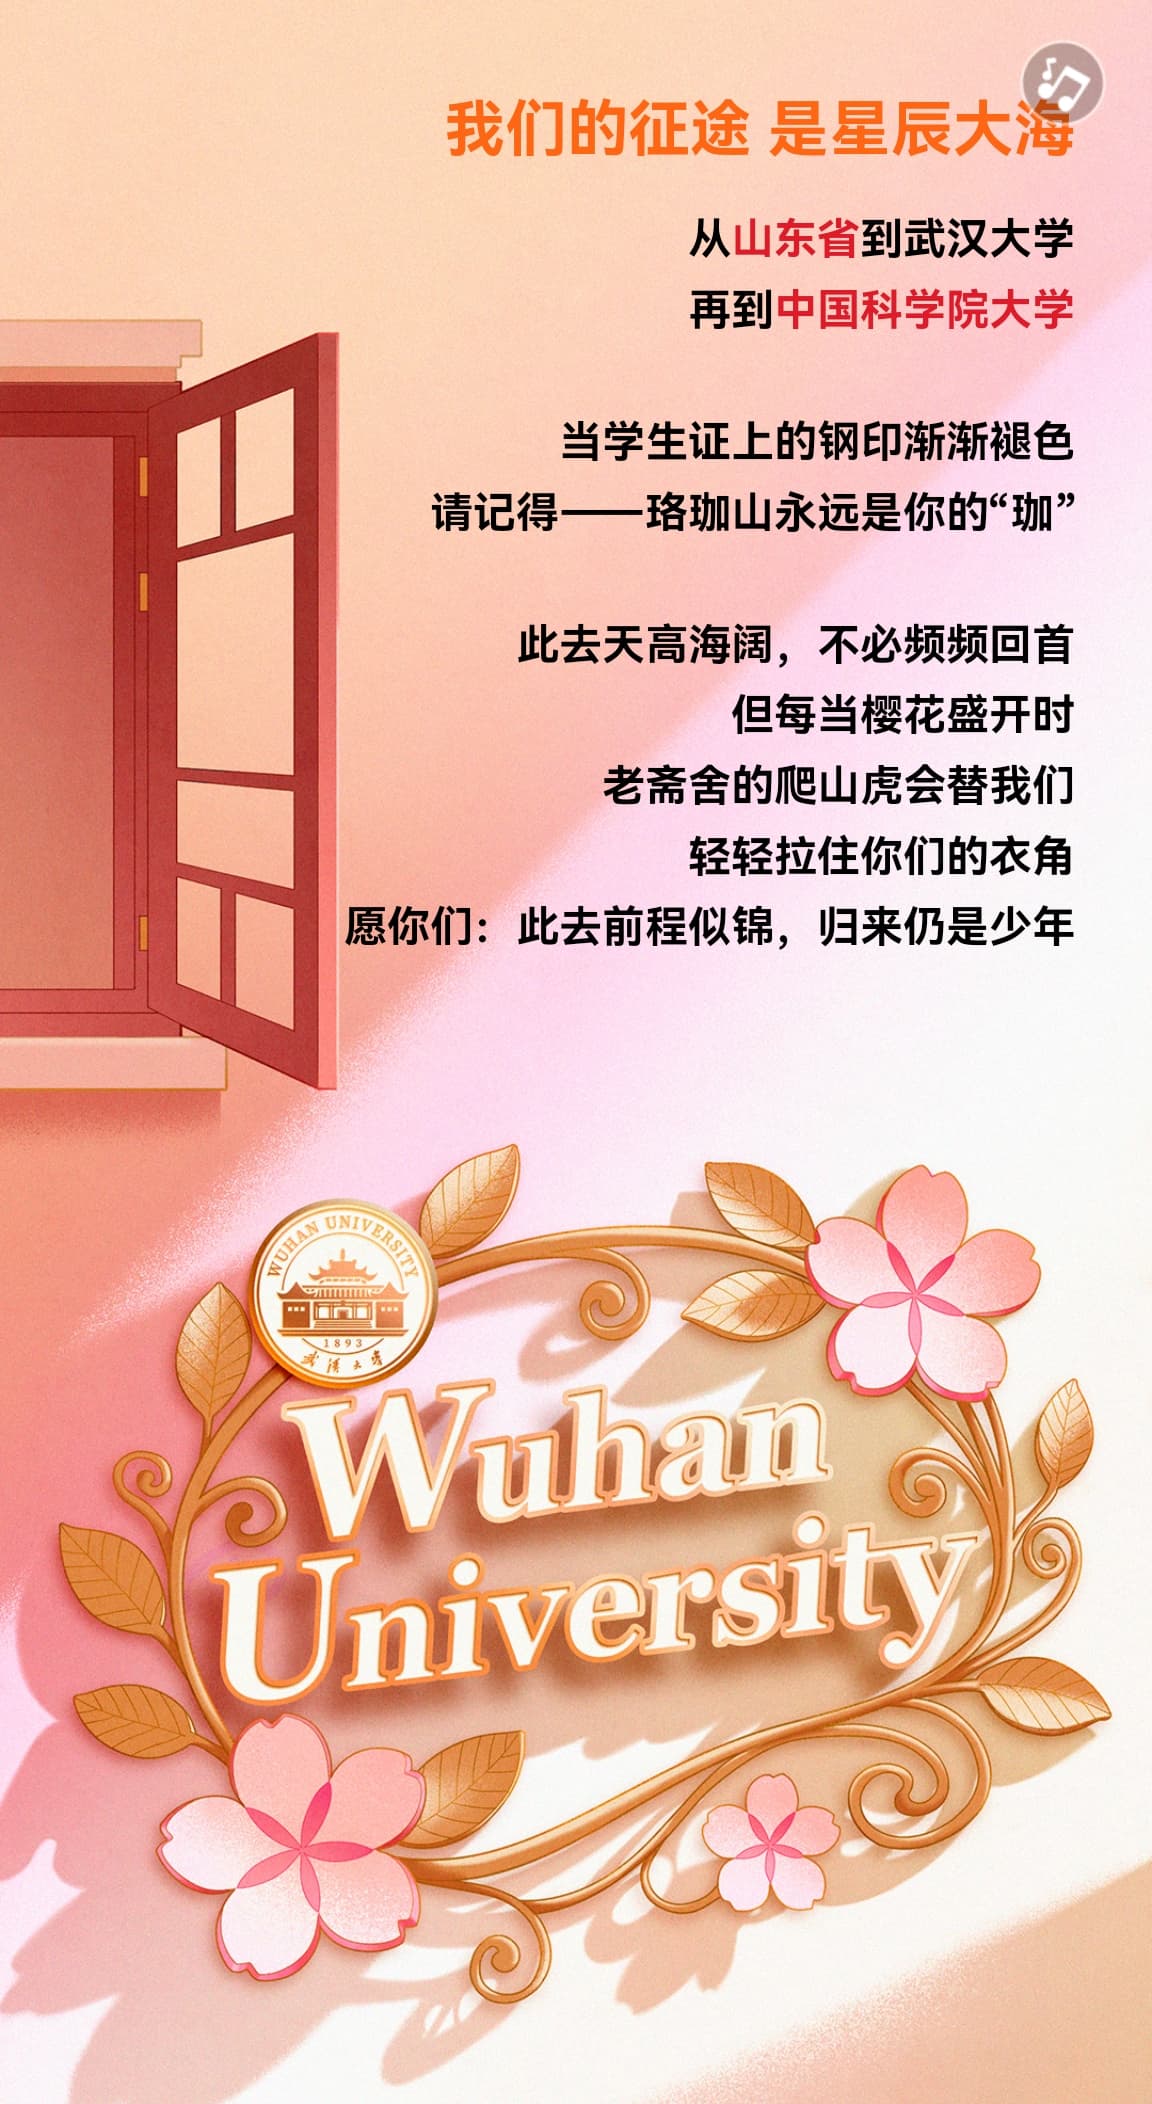 我们的征途 是星辰大海
从山东省到武汉大学
再到中国科学院大学
当学生证上的钢印渐渐褪色
请记得——珞珈山永远是你的“珈”
此去天高海阔，不必频频回首
但每当樱花盛开时
老斋舍的爬山虎会替我们
轻轻拉住你们的衣角
愿你们：此去前程似锦，归来仍是少年
WUHAN UNIVERSITY
1893
武漢大学
Wuhan
University